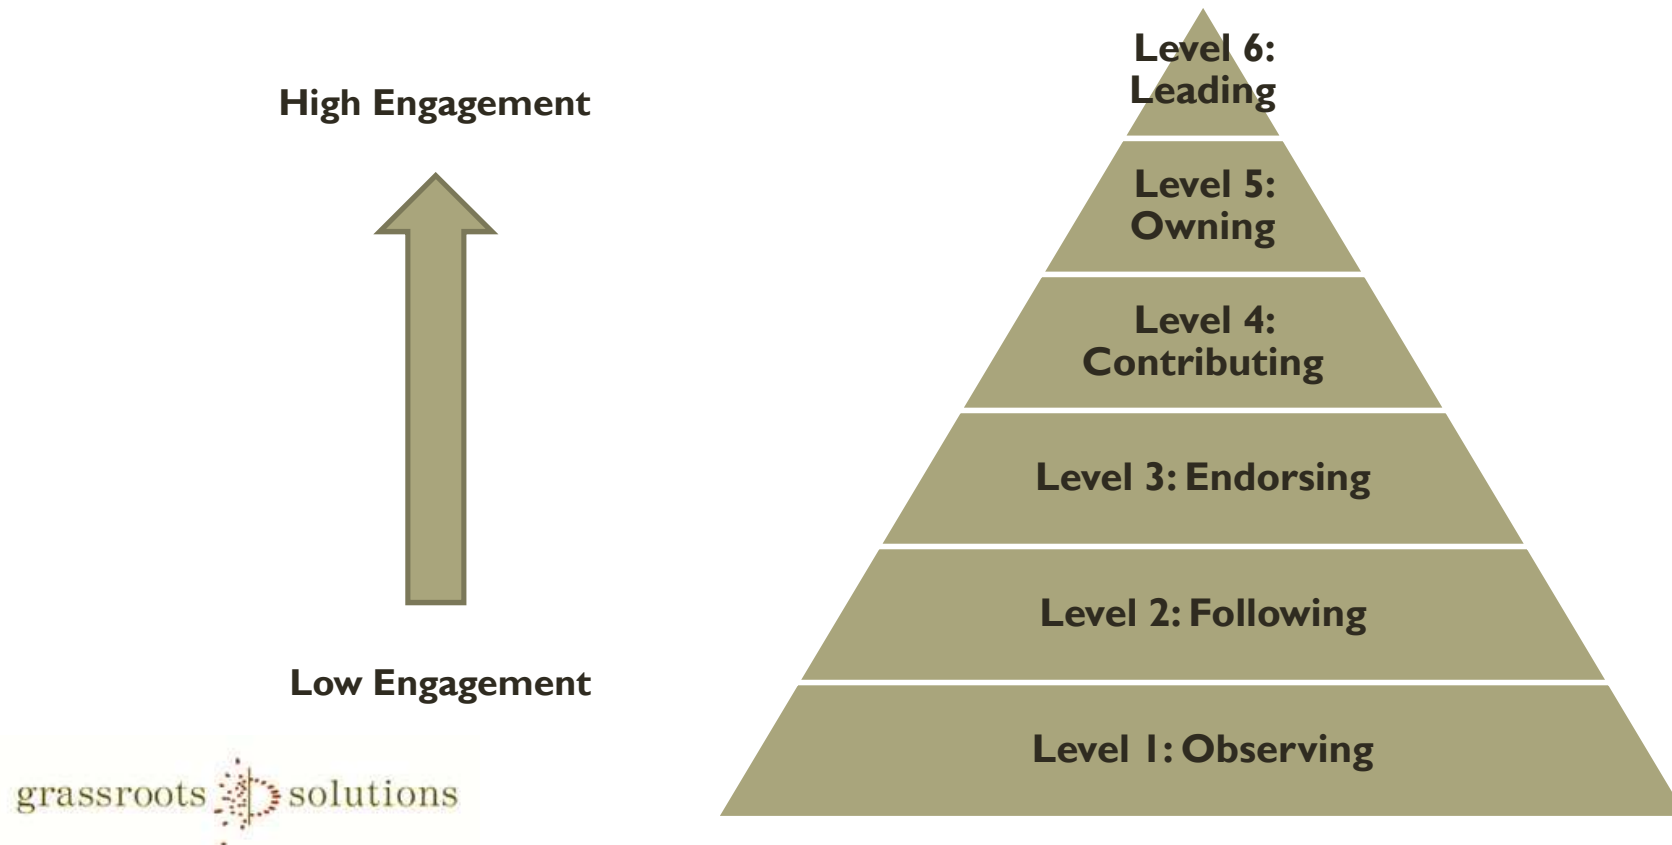 High Engagement
Low Engagement
grassroots solutions
Level 6:
Leading
Level 5:
Owning
Level 4:
Contributing
Level 3: Endorsing
Level 2: Following
Level 1: Observing